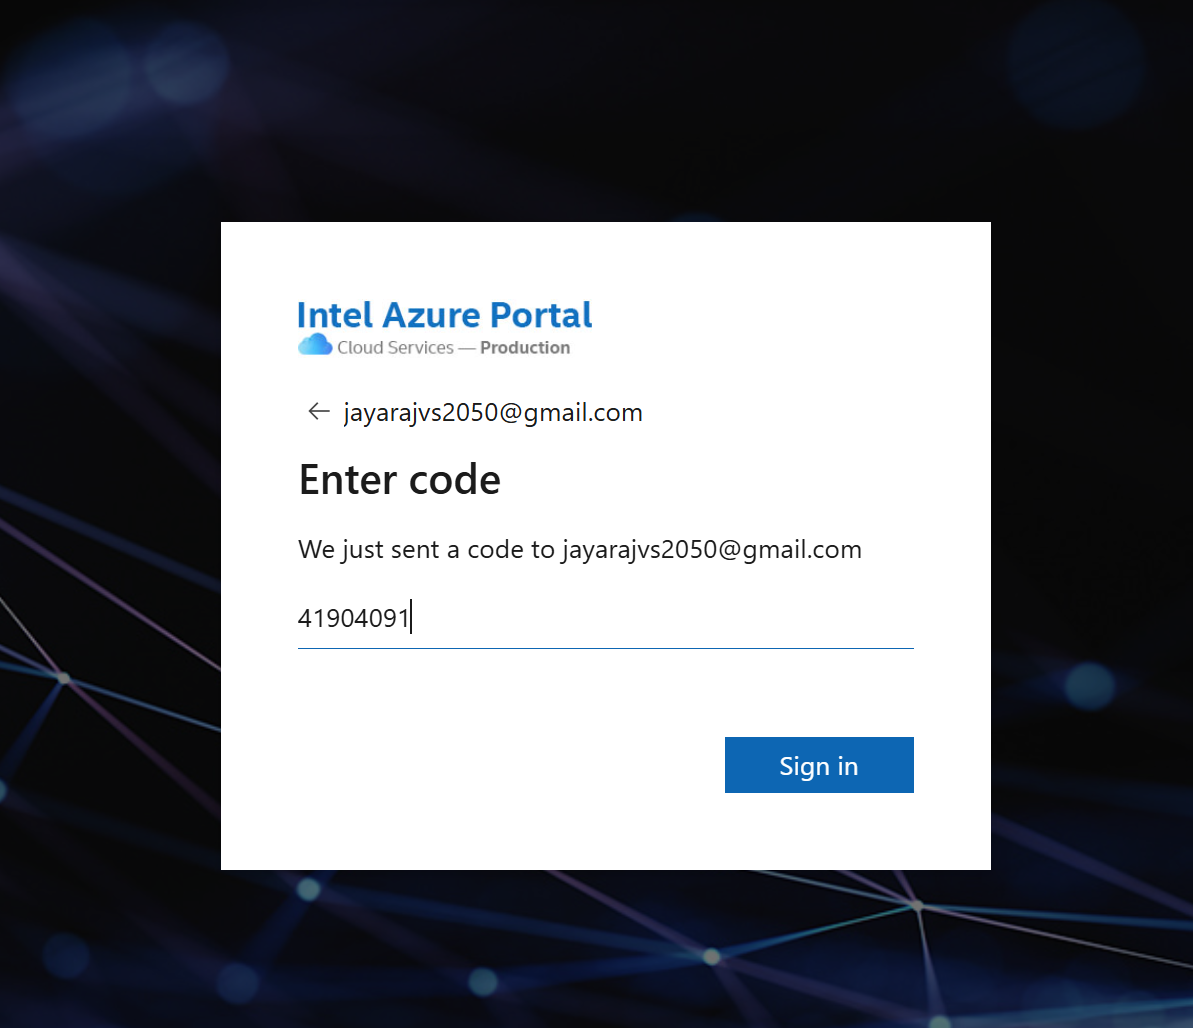 Intel Azure Portal
Cloud Services — Production
← jayarajvs2050@gmail.com
Enter code
We just sent a code to jayarajvs2050@gmail.com
41904091
Sign in